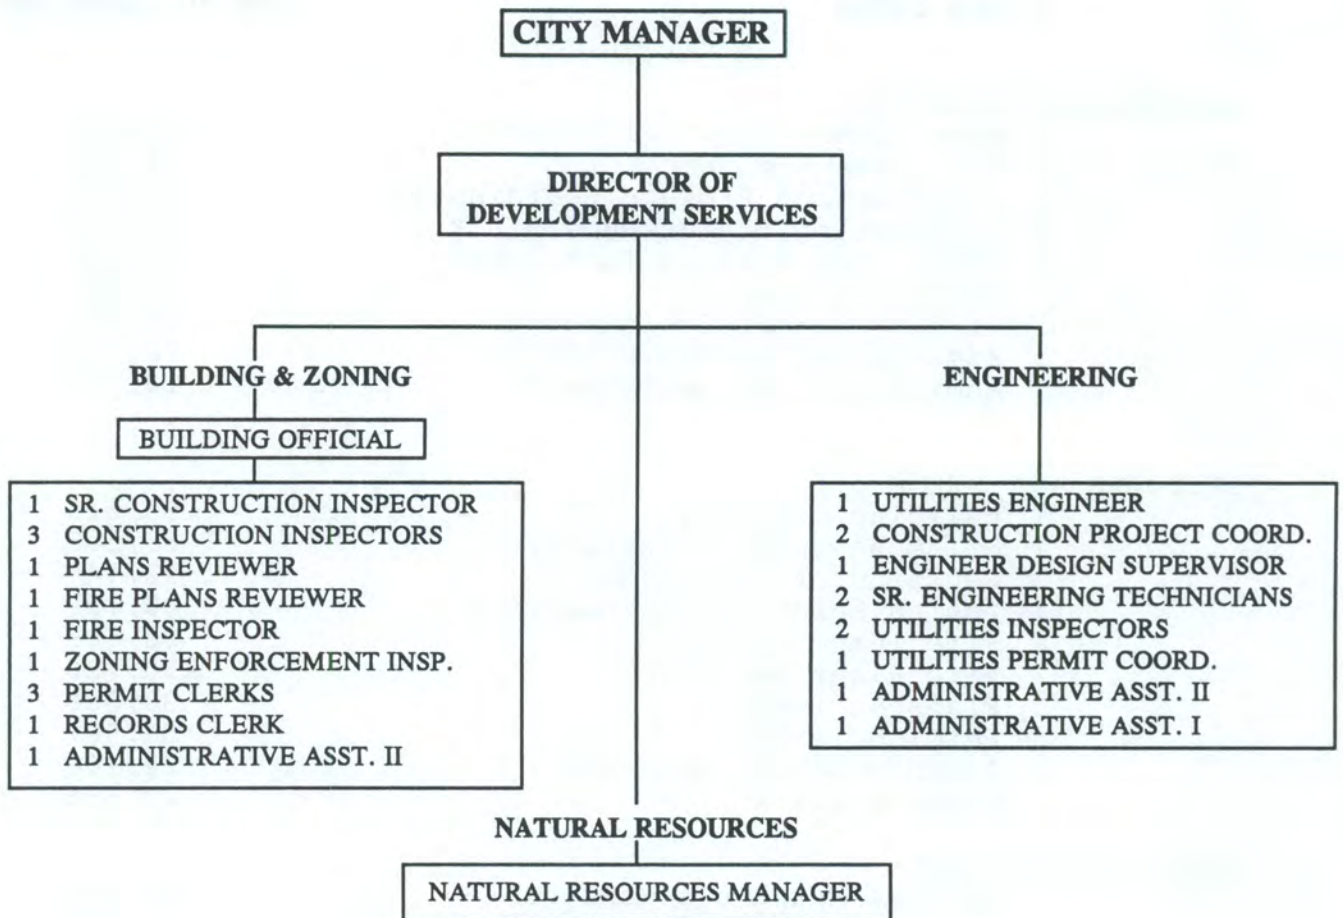 CITY MANAGER
DIRECTOR OF
DEVELOPMENT SERVICES
BUILDING & ZONING
BUILDING OFFICIAL
1 SR. CONSTRUCTION INSPECTOR
3 CONSTRUCTION INSPECTORS
1 PLANS REVIEWER
1 FIRE PLANS REVIEWER
1 FIRE INSPECTOR
1 ZONING ENFORCEMENT INSP.
3 PERMIT CLERKS
1 RECORDS CLERK
1 ADMINISTRATIVE ASST. II
ENGINEERING
1 UTILITIES ENGINEER
2 CONSTRUCTION PROJECT COORD.
1 ENGINEER DESIGN SUPERVISOR
2 SR. ENGINEERING TECHNICIANS
2 UTILITIES INSPECTORS
1 UTILITIES PERMIT COORD.
1 ADMINISTRATIVE ASST. II
1 ADMINISTRATIVE ASST. I
NATURAL RESOURCES
NATURAL RESOURCES MANAGER